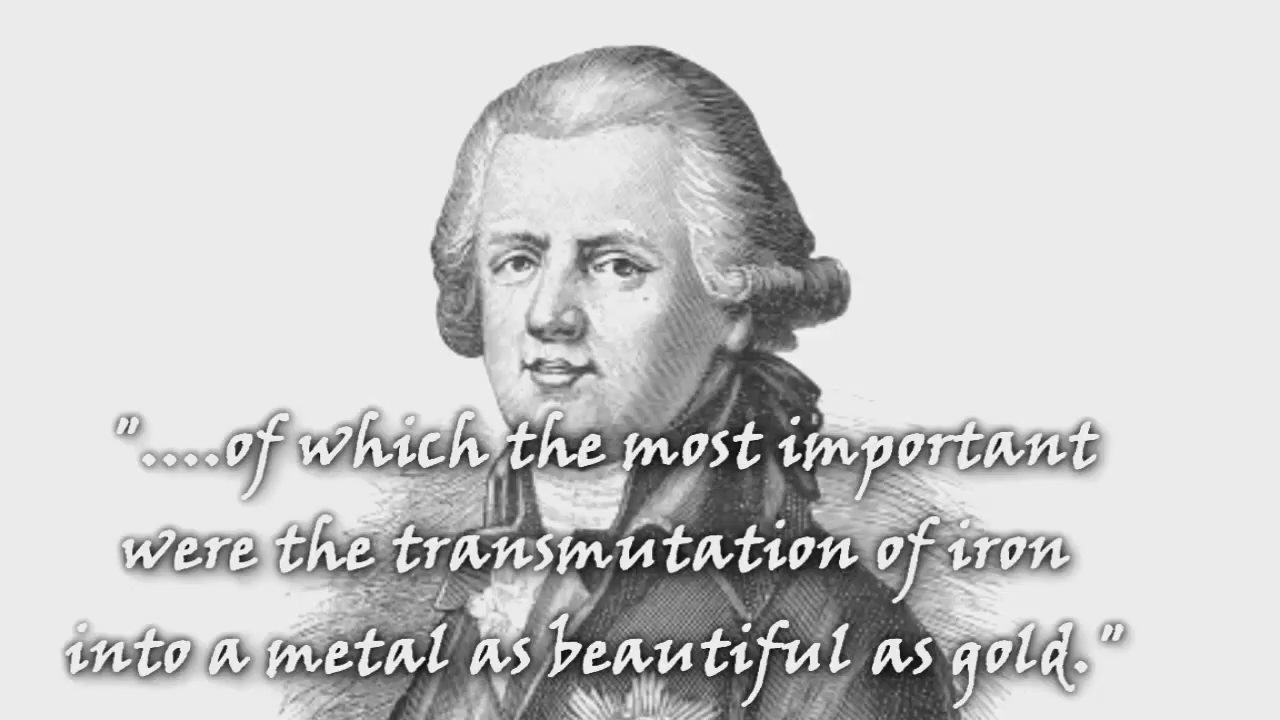 "....of which the most important
were the transmutation of iron
into a metal as beautiful as gold."